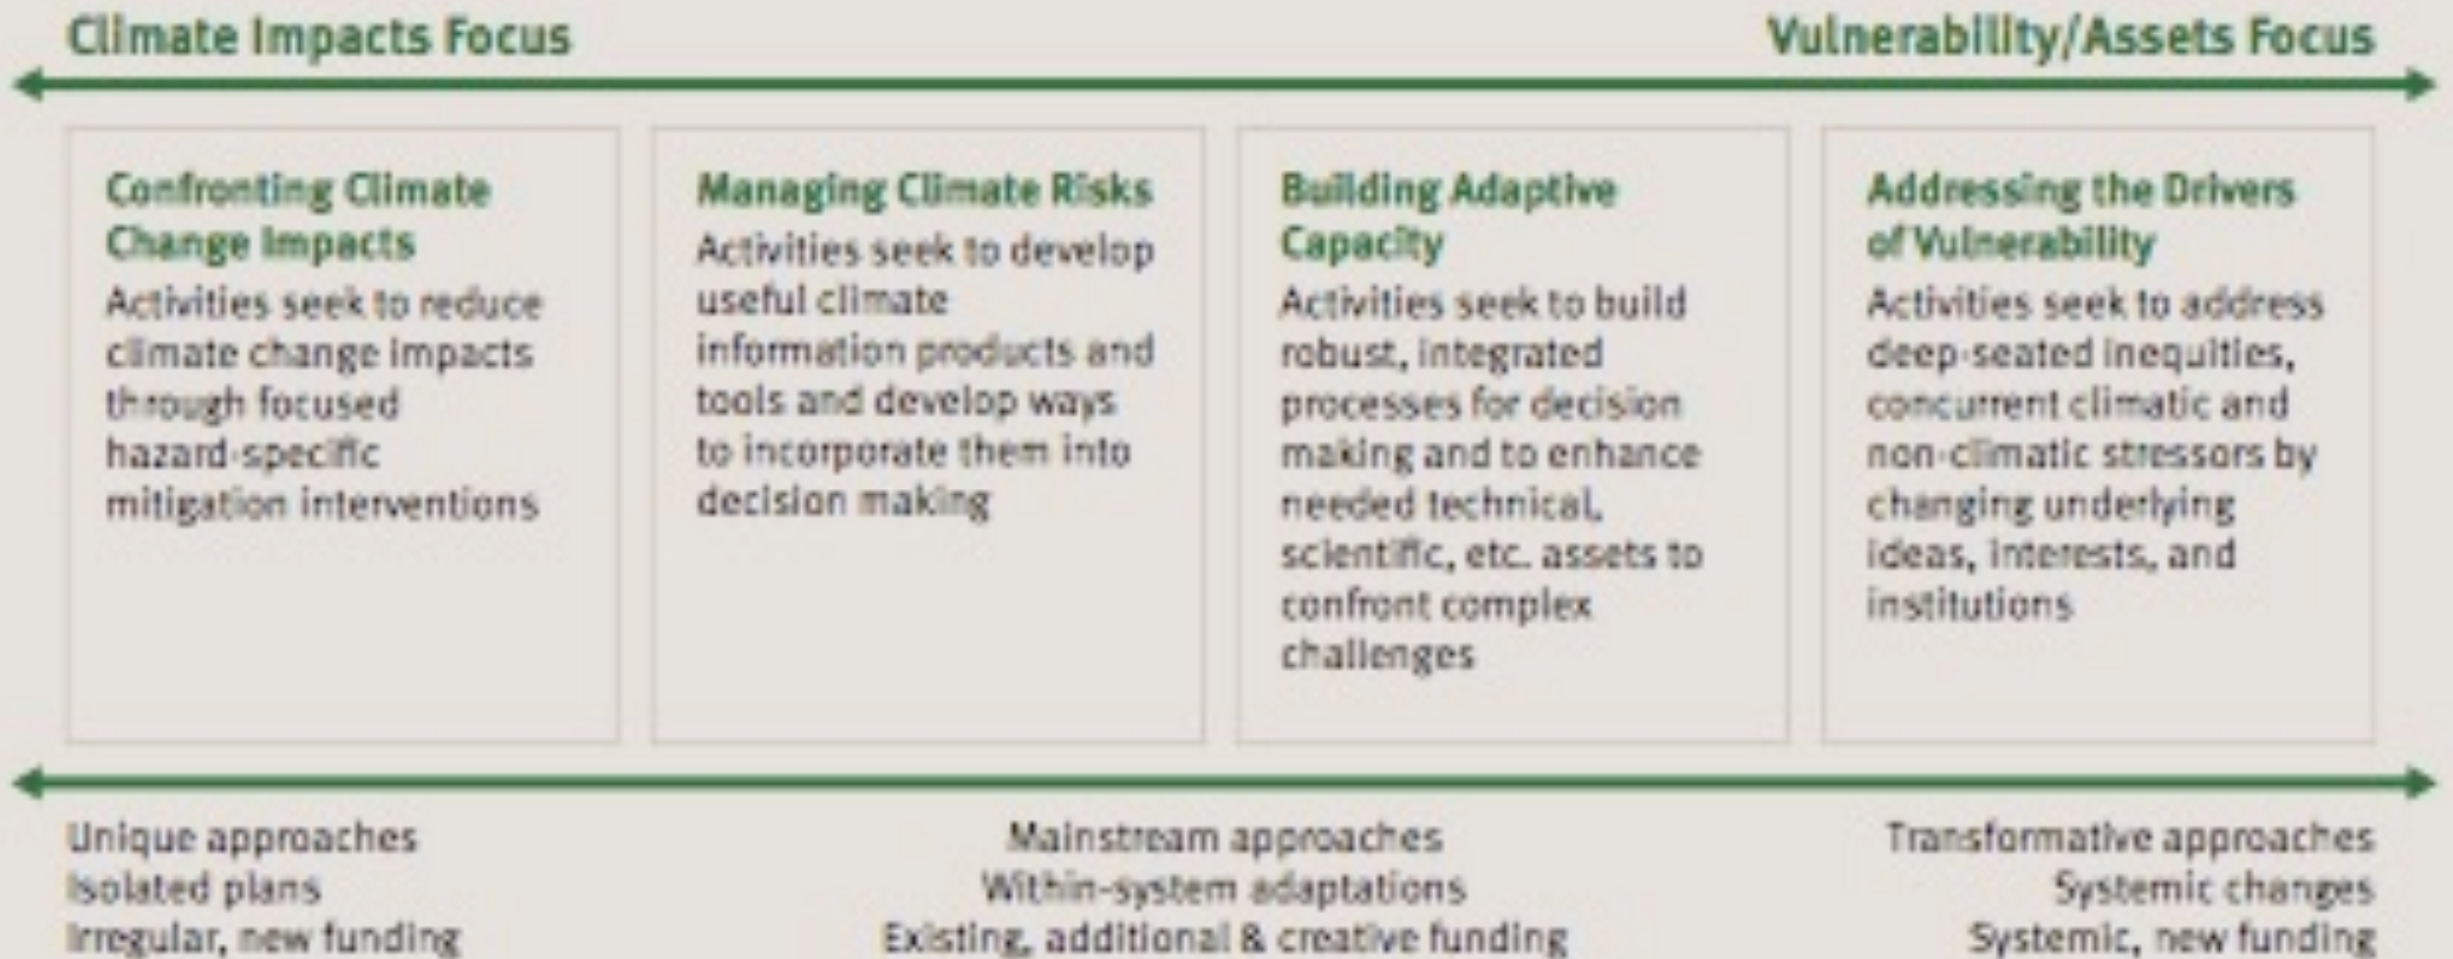 Climate Impacts Focus
Vulnerability/Assets Focus
Confronting Climate
Change Impacts
Activities seek to reduce
climate change impacts
through focused
hazard-specific
mitigation interventions
Managing Climate Risks
Activities seek to develop
useful climate
information products and
tools and develop ways
to incorporate them into
decision making
Building Adaptive
Capacity
Activities seek to build
robust, integrated
processes for decision
making and to enhance
needed technical,
scientific, etc. assets to
confront complex
challenges
Addressing the Drivers
of Vulnerability
Activities seek to address
deep-seated inequities,
concurrent climatic and
non-climatic stressors by
changing underlying
ideas, interests, and
institutions
Unique approaches
Isolated plans
Irregular, new funding
Mainstream approaches
Within-system adaptations
Existing, additional & creative funding
Transformative approaches
Systemic changes
Systemic, new funding